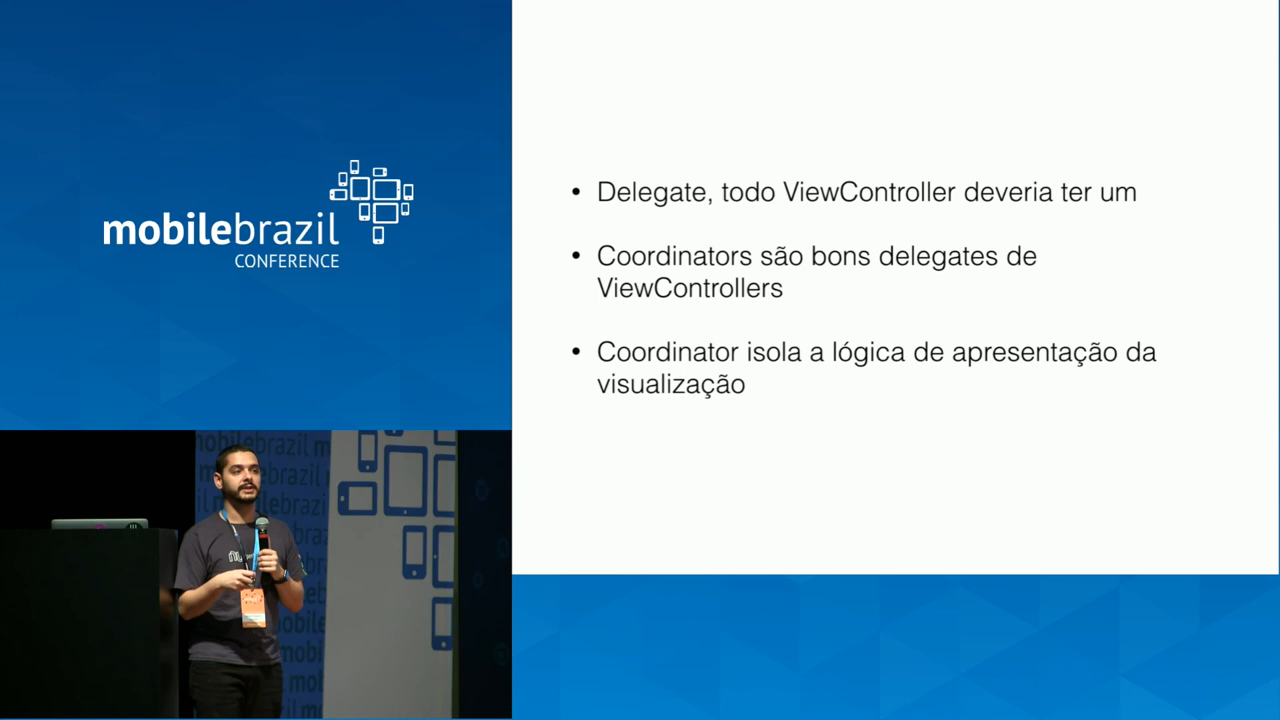 mobilebrazil
CONFERENCE
• Delegate, todo ViewController deveria ter um
• Coordinators são bons delegates de
ViewControllers
• Coordinator isola a lógica de apresentação da
visualização
mobilebrazil